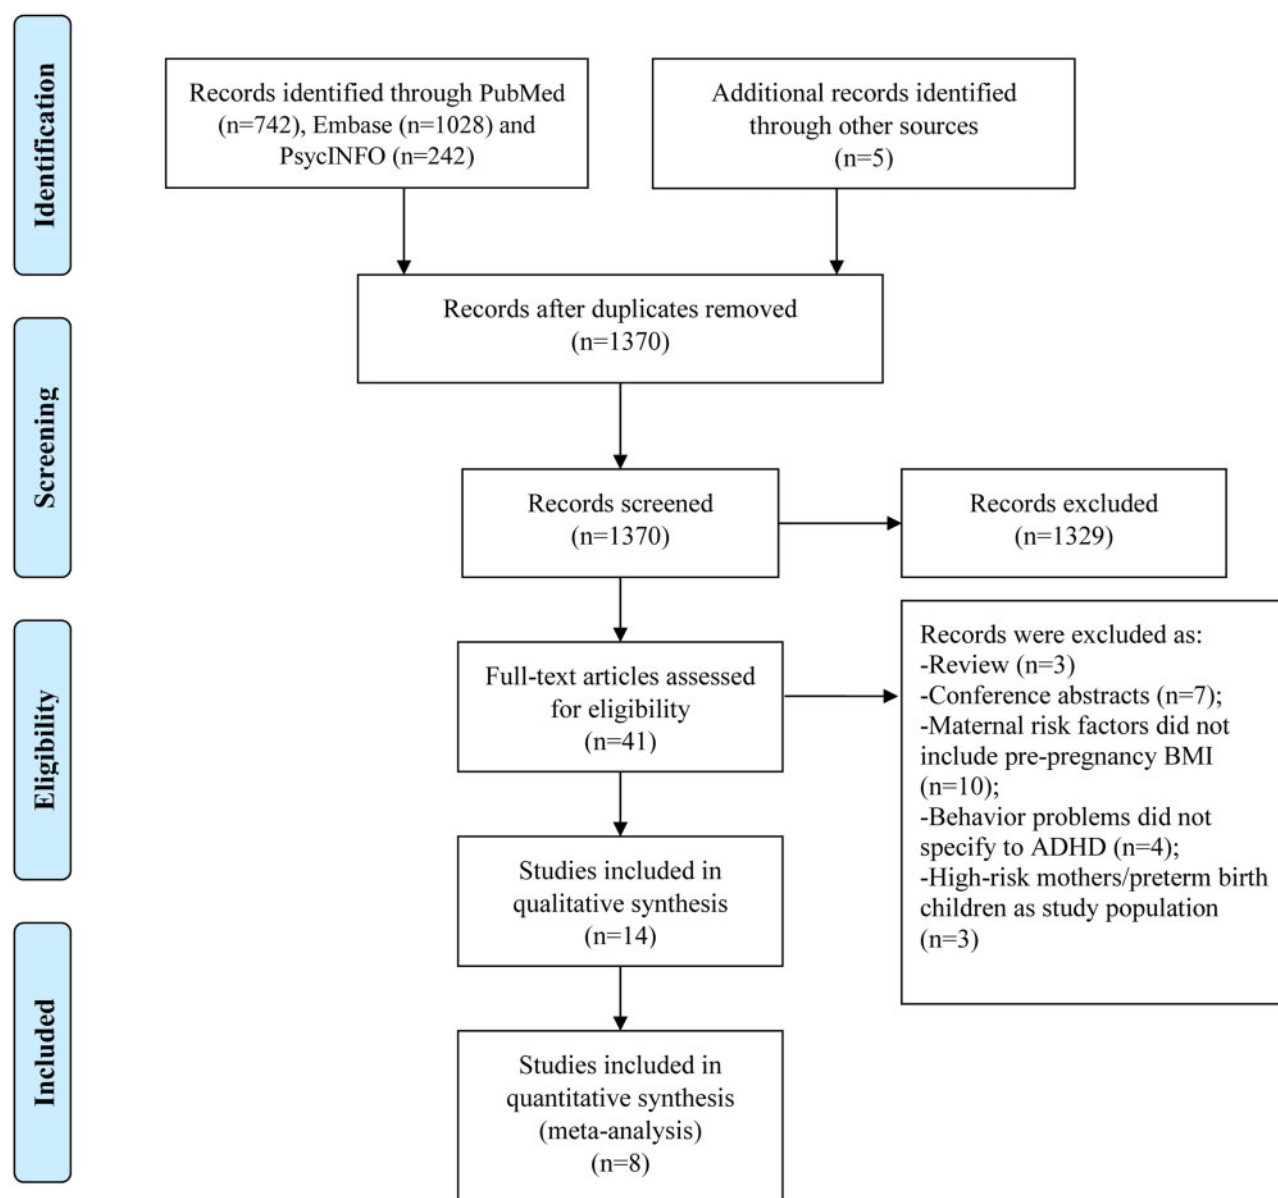 Identification
Records identified through PubMed
(n=742), Embase (n=1028) and
PsycINFO (n=242)
Additional records identified
through other sources
(n=5)
Records after duplicates removed
(n=1370)
Screening
Records screened
(n=1370)
Records excluded
(n=1329)
Eligibility
Full-text articles assessed
for eligibility
(n=41)
Records were excluded as:
-Review (n=3)
-Conference abstracts (n=7);
-Maternal risk factors did not
include pre-pregnancy BMI
(n=10);
-Behavior problems did not
specify to ADHD (n=4);
-High-risk mothers/preterm birth
children as study population
(n=3)
Studies included in
qualitative synthesis
(n=14)
Included
Studies included in
quantitative synthesis
(meta-analysis)
(n=8)